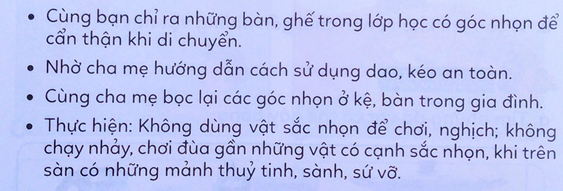 • Cùng bạn chỉ ra những bàn, ghế trong lớp học có góc nhọn để
cẩn thận khi di chuyển.
• Nhờ cha mẹ hướng dẫn cách sử dụng dao, kéo an toàn.
• Cùng cha mẹ bọc lại các góc nhọn ở kệ, bàn trong gia đình.
• Thực hiện: Không dùng vật sắc nhọn để chơi, nghịch; không
chạy nhảy, chơi đùa gần những vật có cạnh sắc nhọn, khi trên
sàn có những mảnh thuỷ tinh, sành, sứ vỡ.